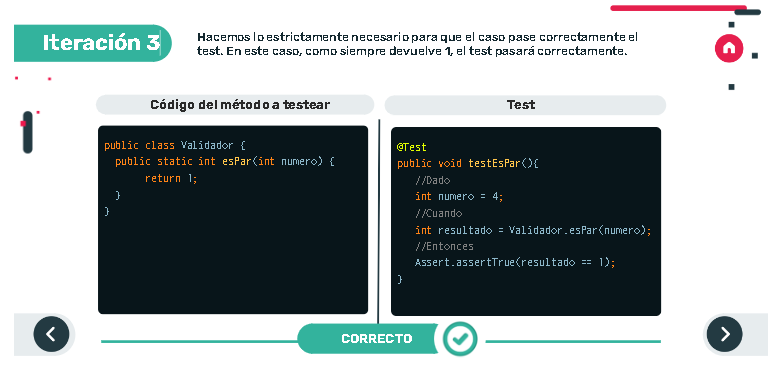 Iteración 3
Hacemos lo estrictamente necesario para que el caso pase correctamente el
test. En este caso, como siempre devuelve 1, el test pasará correctamente.
Código del método a testear
public class Validador {
public static int esPar(int numero) {
return 1;
}
}
Test
@Test
public void testEsPar(){
//Dado
int numero = 4;
//Cuando
int resultado = Validador.esPar(numero);
//Entonces
Assert.assertTrue(resultado == 1);
}
CORRECTO